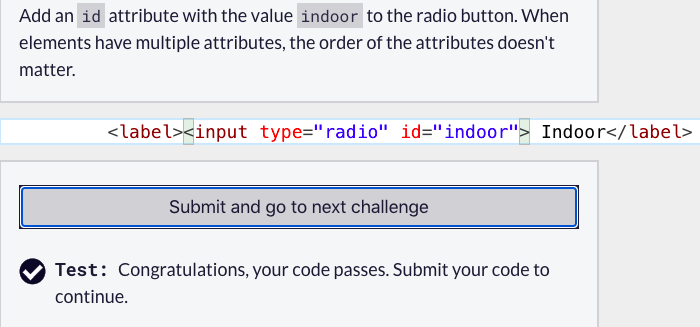 Add an id attribute with the value indoor to the radio button. When
elements have multiple attributes, the order of the attributes doesn't
matter.
<label><input type="radio" id="indoor"> Indoor</label>
Submit and go to next challenge
Test: Congratulations, your code passes. Submit your code to
continue.